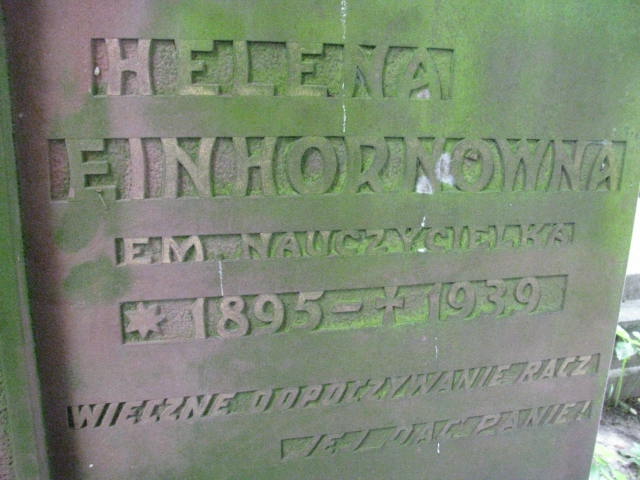 HELENA
EINHORNÓWNA
EM. NAUCZYCIELKA
* 1895 – † 1939
WIECZNE ODPOCZYWANIE RACZ
JEJ DAĆ PANIE!